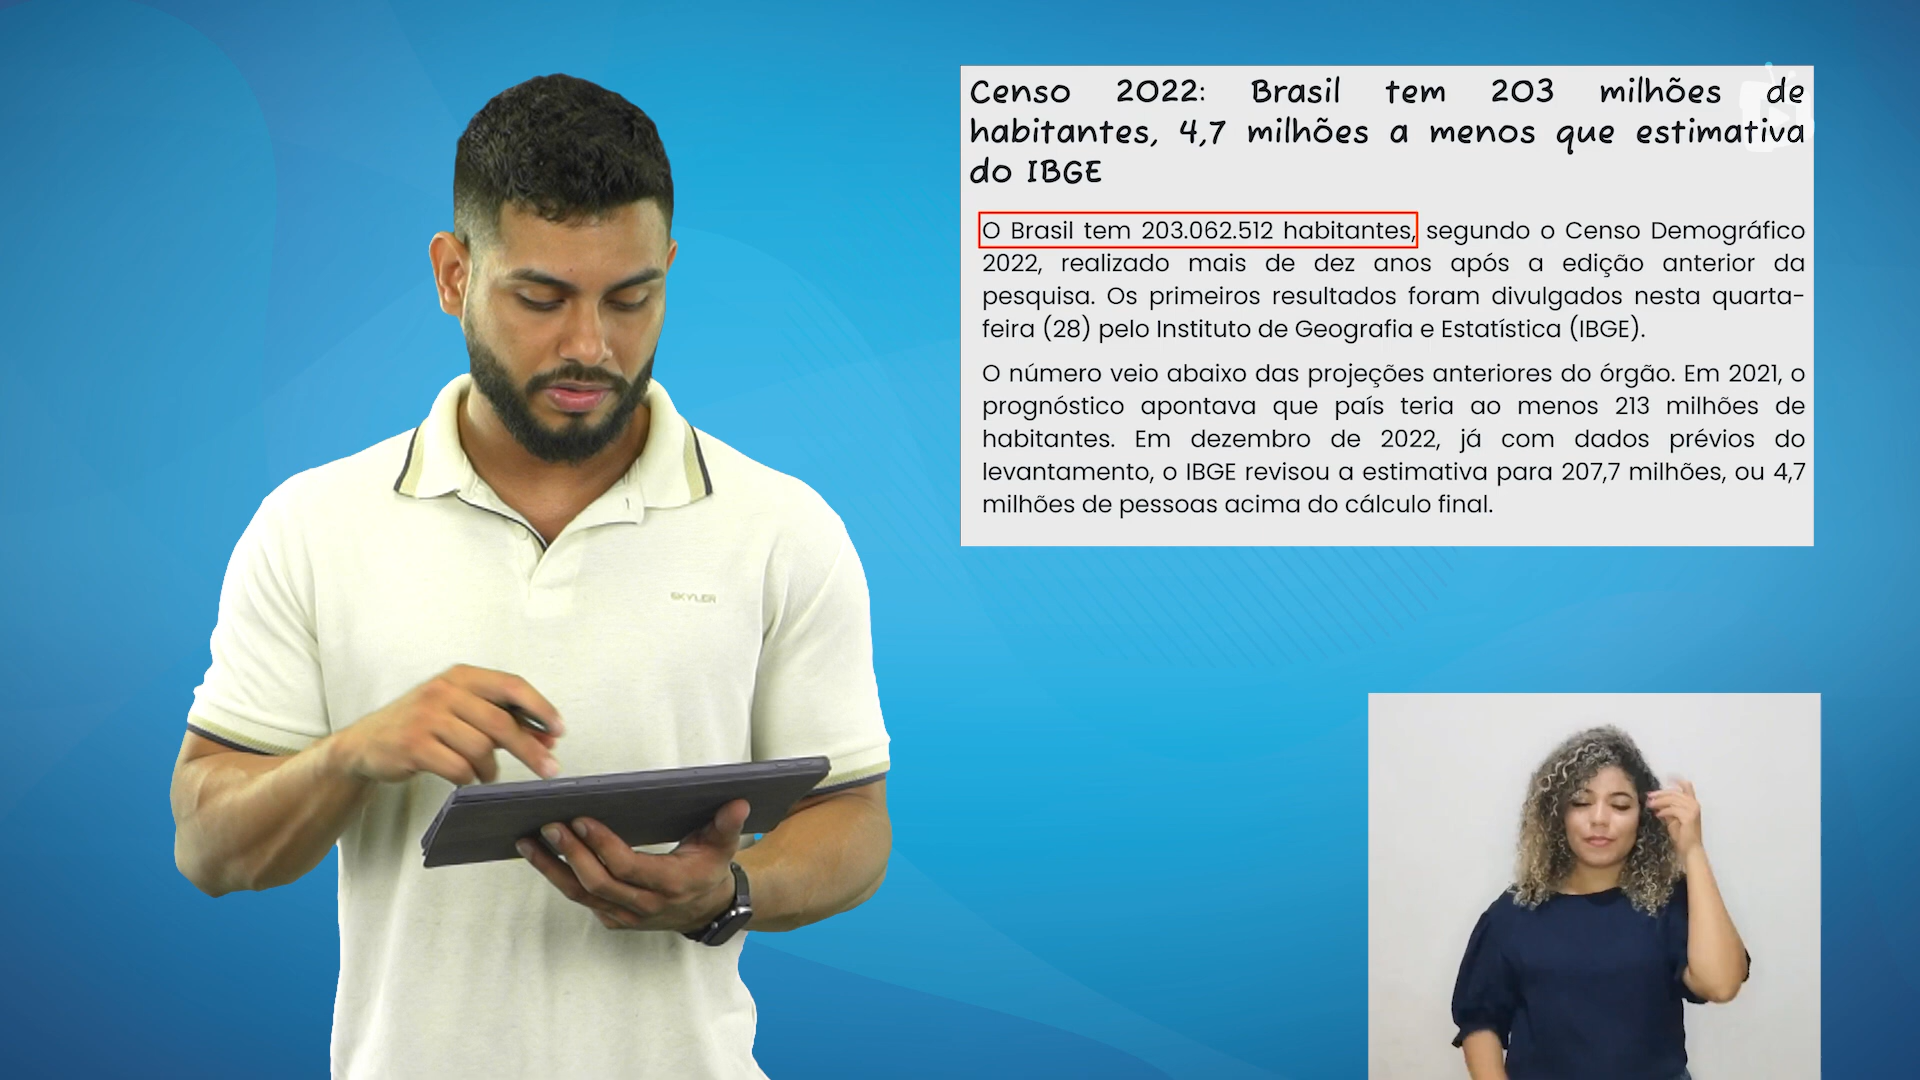 Censo 2022: Brasil tem 203 milhões de
habitantes, 4,7 milhões a menos que estimativa
do IBGE
O Brasil tem 203.062.512 habitantes, segundo o Censo Demográfico
2022, realizado mais de dez anos após a edição anterior da
pesquisa. Os primeiros resultados foram divulgados nesta quarta-
feira (28) pelo Instituto de Geografia e Estatística (IBGE).
O número veio abaixo das projeções anteriores do órgão. Em 2021, o
prognóstico apontava que país teria ao menos 213 milhões de
habitantes. Em dezembro de 2022, já com dados prévios do
levantamento, o IBGE revisou a estimativa para 207,7 milhões, ou 4,7
milhões de pessoas acima do cálculo final.
SKYLER